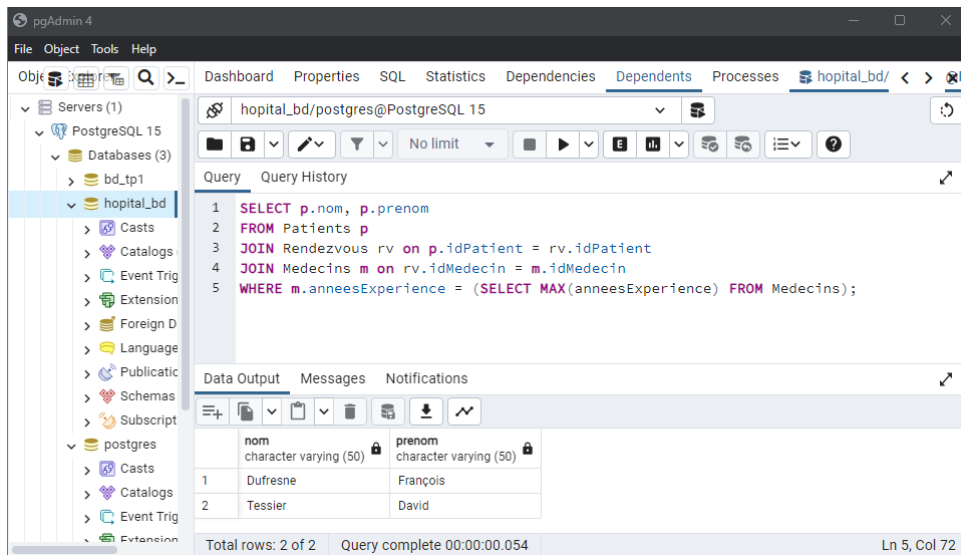 pgAdmin 4
File Object Tools Help
Dashboard Properties SQL Statistics Dependencies Dependents Processes hopital_bd/
Servers (1)
PostgreSQL 15
Databases (3)
bd_tp1
hopital_bd
Casts
Catalogs
Event Trig
Extension
Foreign D
Language
Publicatic
Schemas
Subscript
postgres
Casts
Catalogs
Event Trig
Extension
hopital_bd/postgres@PostgreSQL 15
No limit
E
Query Query History
1 SELECT p.nom, p.prenom
2 FROM Patients p
3 JOIN Rendezvous rv on p.idPatient = rv.idPatient
4 JOIN Medecins m on rv.idMedecin = m.idMedecin
5 WHERE m.anneesExperience = (SELECT MAX(anneesExperience) FROM Medecins);
Data Output Messages Notifications
nom prenom
character varying (50) character varying (50)
1 Dufresne François
2 Tessier David
Total rows: 2 of 2 Query complete 00:00:00.054 Ln 5, Col 72